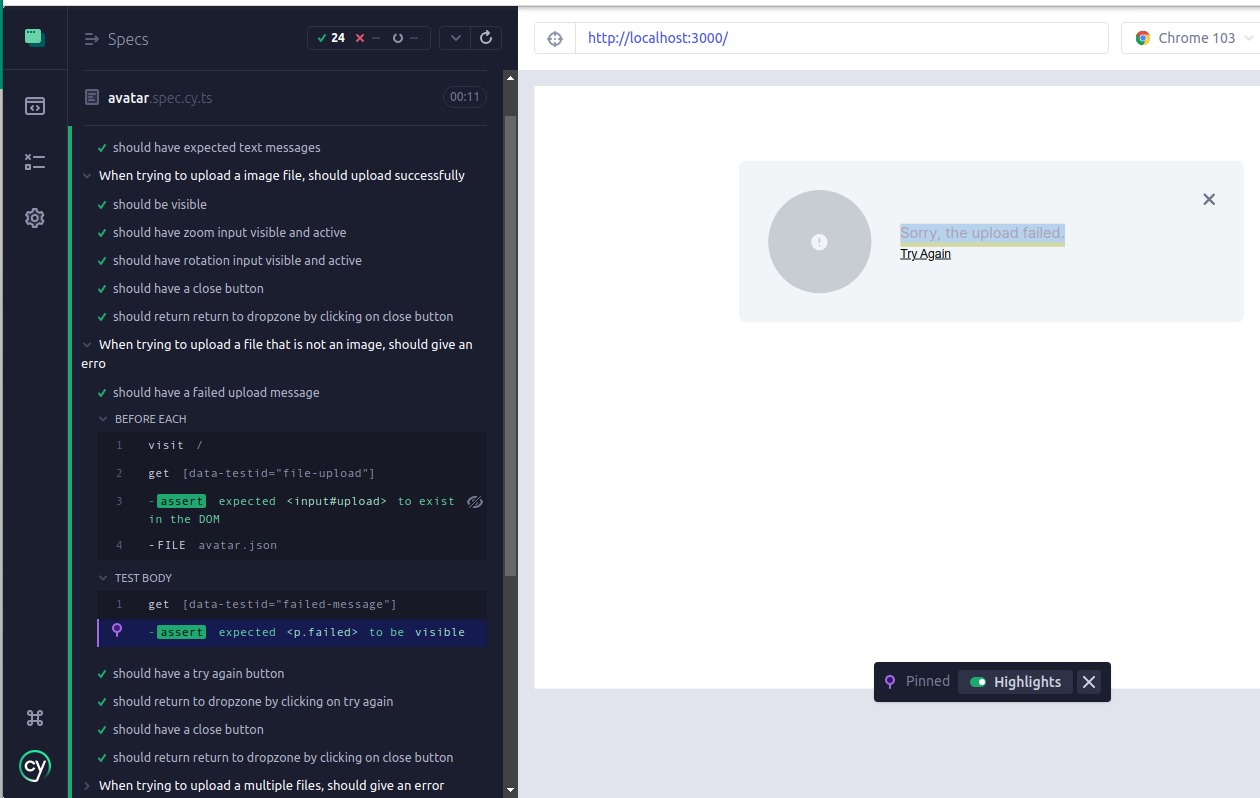 Specs
24 -- --
http://localhost:3000/
Chrome 103
avatar.spec.cy.ts
00:11
should have expected text messages
When trying to upload a image file, should upload successfully
should be visible
should have zoom input visible and active
should have rotation input visible and active
should have a close button
should return return to dropzone by clicking on close button
When trying to upload a file that is not an image, should give an
erro
should have a failed upload message
BEFORE EACH
1 visit /
2 get [data-testid="file-upload"]
3 -assert expected <input#upload> to exist
in the DOM
4 -FILE avatar.json
TEST BODY
1 get [data-testid="failed-message"]
-assert expected <p.failed> to be visible
should have a try again button
should return to dropzone by clicking on try again
should have a close button
should return return to dropzone by clicking on close button
When trying to upload a multiple files, should give an error
cy
Sorry, the upload failed.
Try Again
Pinned Highlights